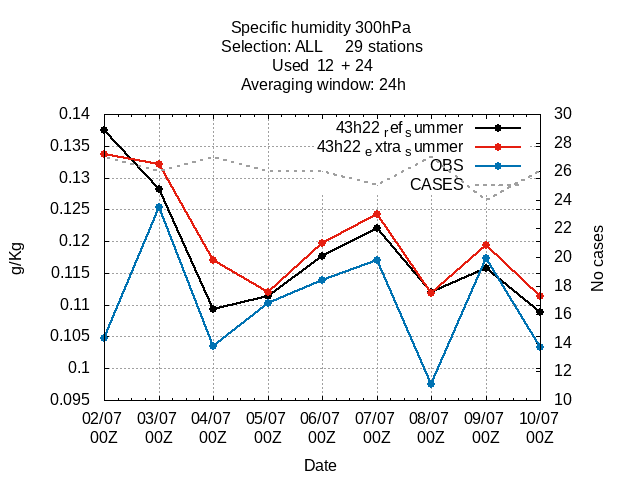 Specific humidity 300hPa
Selection: ALL 29 stations
Used 12 + 24
Averaging window: 24h
0.14
0.135
0.13
0.125
0.12
0.115
0.11
0.105
0.1
0.095
g/Kg
43h22 ref summer
43h22 extra summer
OBS
CASES
30
28
26
24
22
20
18
16
14
12
10
No cases
02/07 03/07 04/07 05/07 06/07 07/07 08/07 09/07 10/07
00Z 00Z 00Z 00Z 00Z 00Z 00Z 00Z 00Z
Date